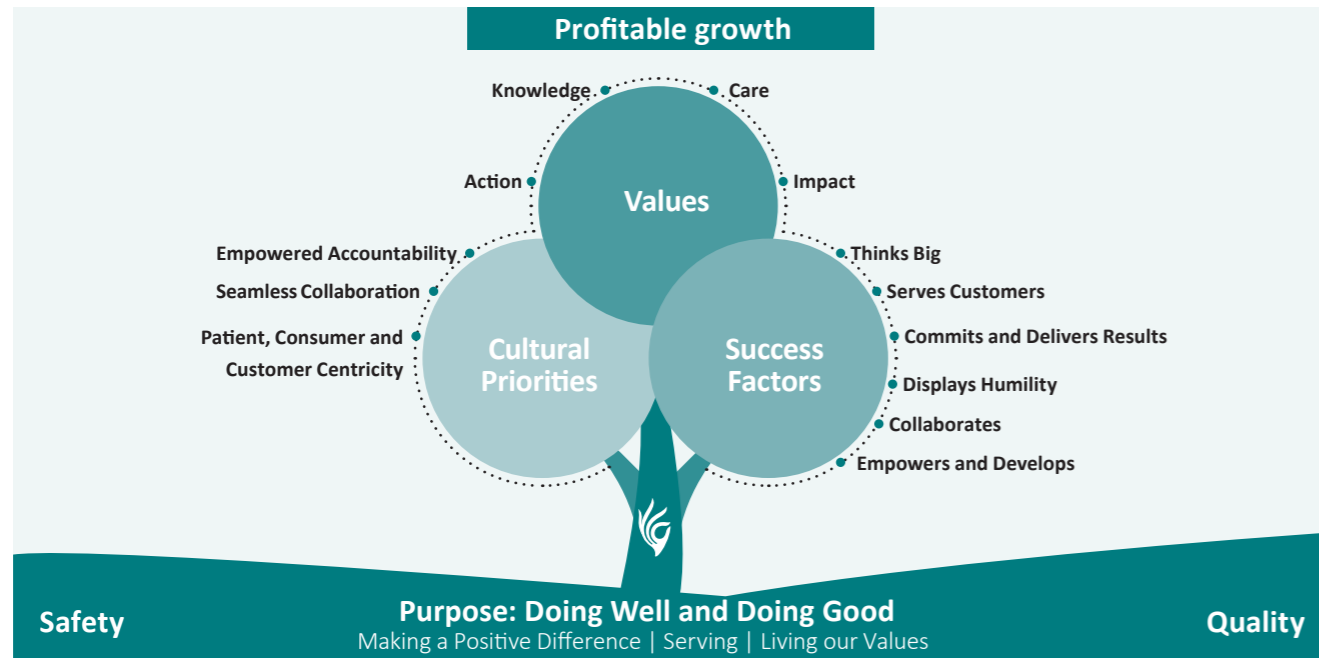 Profitable growth
Knowledge
Care
Action
Impact
Values
Empowered Accountability
Seamless Collaboration
Patient, Consumer and
Customer Centricity
Cultural
Priorities
Success
Factors
Thinks Big
Serves Customers
Commits and Delivers Results
Displays Humility
Collaborates
Empowers and Develops
Safety
Purpose: Doing Well and Doing Good
Making a Positive Difference | Serving | Living our Values
Quality